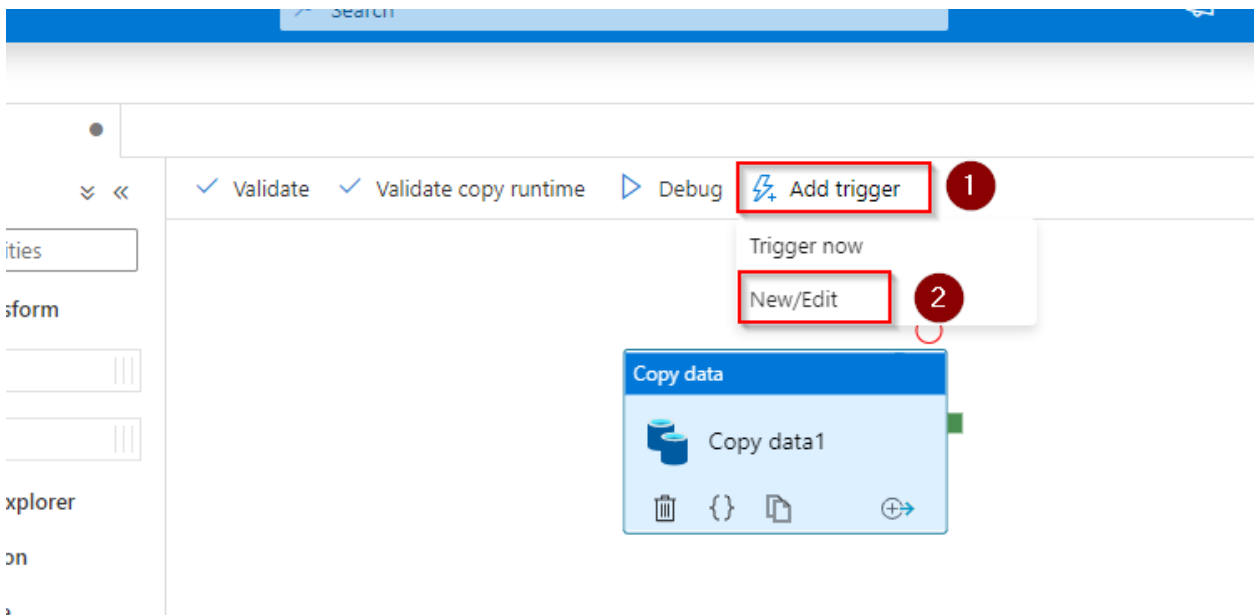 Search
Validate
Validate copy runtime
Debug
Add trigger
1
ities
Trigger now
sform
New/Edit
2
Copy data
Copy data1
xplorer
on